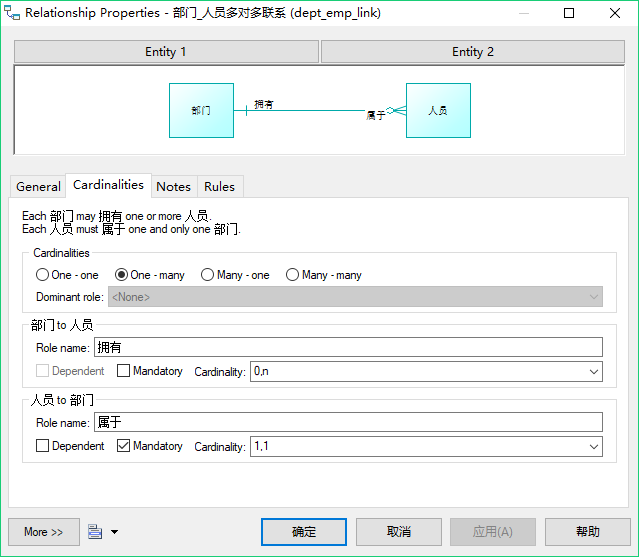 Relationship Properties - 部门_人员多对多联系 (dept_emp_link)
Entity 1
Entity 2
部门
拥有
属于
人员
General
Cardinalities
Notes
Rules
Each 部门 may 拥有 one or more 人员.
Each 人员 must 属于 one and only one 部门.
Cardinalities
One - one
One - many
Many - one
Many - many
Dominant role:
<None>
部门 to 人员
Role name:
拥有
Dependent
Mandatory
Cardinality:
0,n
人员 to 部门
Role name:
属于
Dependent
Mandatory
Cardinality:
1,1
More >>
确定
取消
应用(A)
帮助